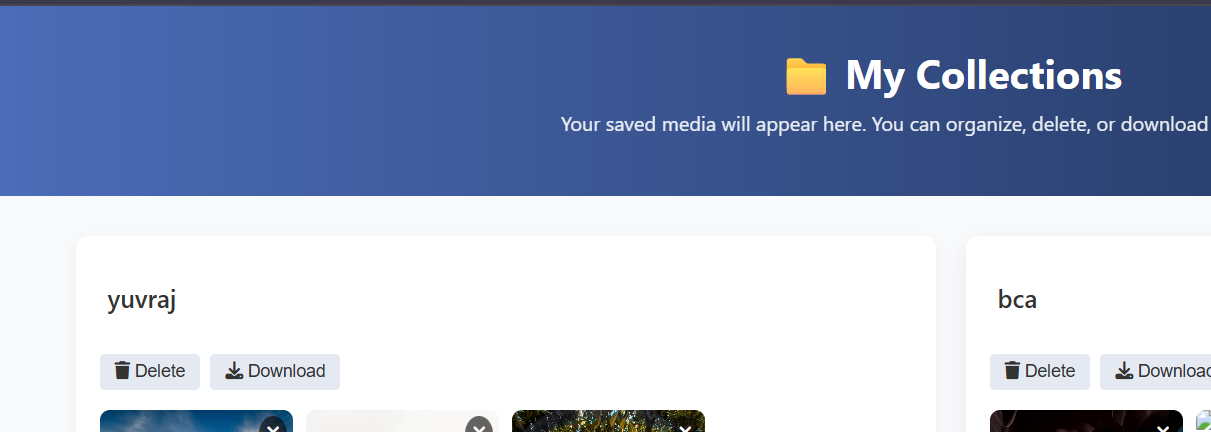 My Collections
Your saved media will appear here. You can organize, delete, or download
yuvraj
bca
Delete
Download
Delete
Download